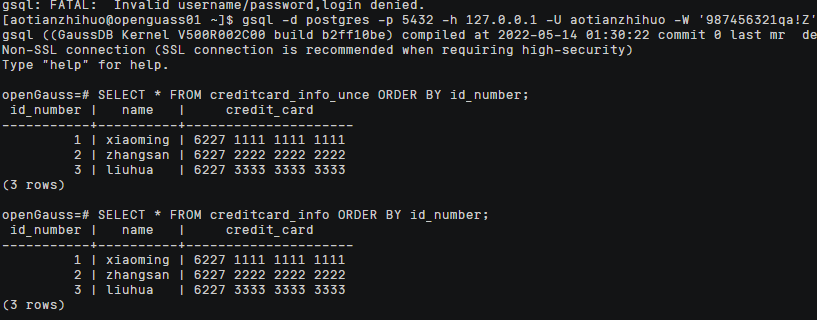 gsql: FATAL:  Invalid username/password,login denied.
[aotianzhihuo@openguass01 ~]$ gsql -d postgres -p 5432 -h 127.0.0.1 -U aotianzhihuo -W '987456321qa!Z'
gsql ((GaussDB Kernel V500R002C00 build b2ff10be) compiled at 2022-05-14 01:30:22 commit 0 last mr  de
Non-SSL connection (SSL connection is recommended when requiring high-security)
Type "help" for help.
openGauss=# SELECT * FROM creditcard_info_unce ORDER BY id_number;
 id_number |   name   |     credit_card
-----------+----------+---------------------
         1 | xiaoming | 6227 1111 1111 1111
         2 | zhangsan | 6227 2222 2222 2222
         3 | liuhua   | 6227 3333 3333 3333
(3 rows)
openGauss=# SELECT * FROM creditcard_info ORDER BY id_number;
 id_number |   name   |     credit_card
-----------+----------+---------------------
         1 | xiaoming | 6227 1111 1111 1111
         2 | zhangsan | 6227 2222 2222 2222
         3 | liuhua   | 6227 3333 3333 3333
(3 rows)